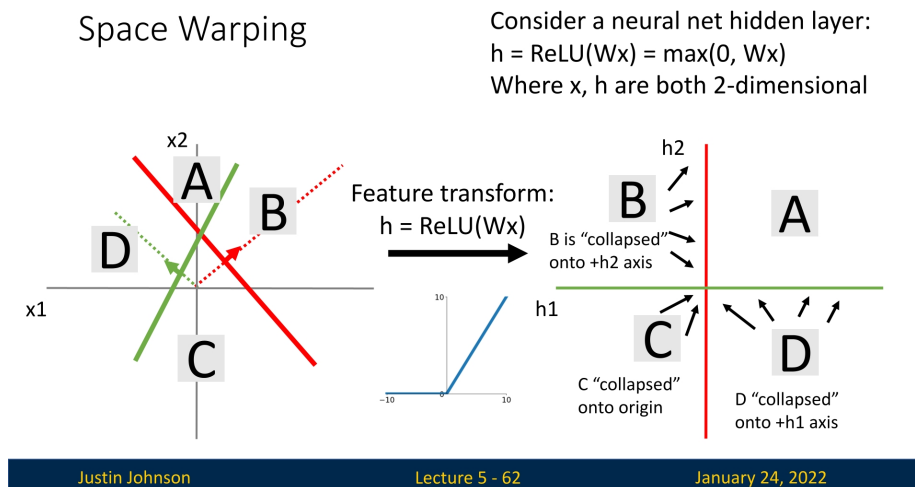 Space Warping
Consider a neural net hidden layer:
h = ReLU(Wx) = max(0, Wx)
Where x, h are both 2-dimensional
x2
A
B
D
x1
C
Feature transform:
h = ReLU(Wx)
10
0
−10
10
h2
B
A
B is “collapsed”
onto +h2 axis
h1
C
D
C “collapsed”
onto origin
D “collapsed”
onto +h1 axis
Justin Johnson
Lecture 5 - 62
January 24, 2022